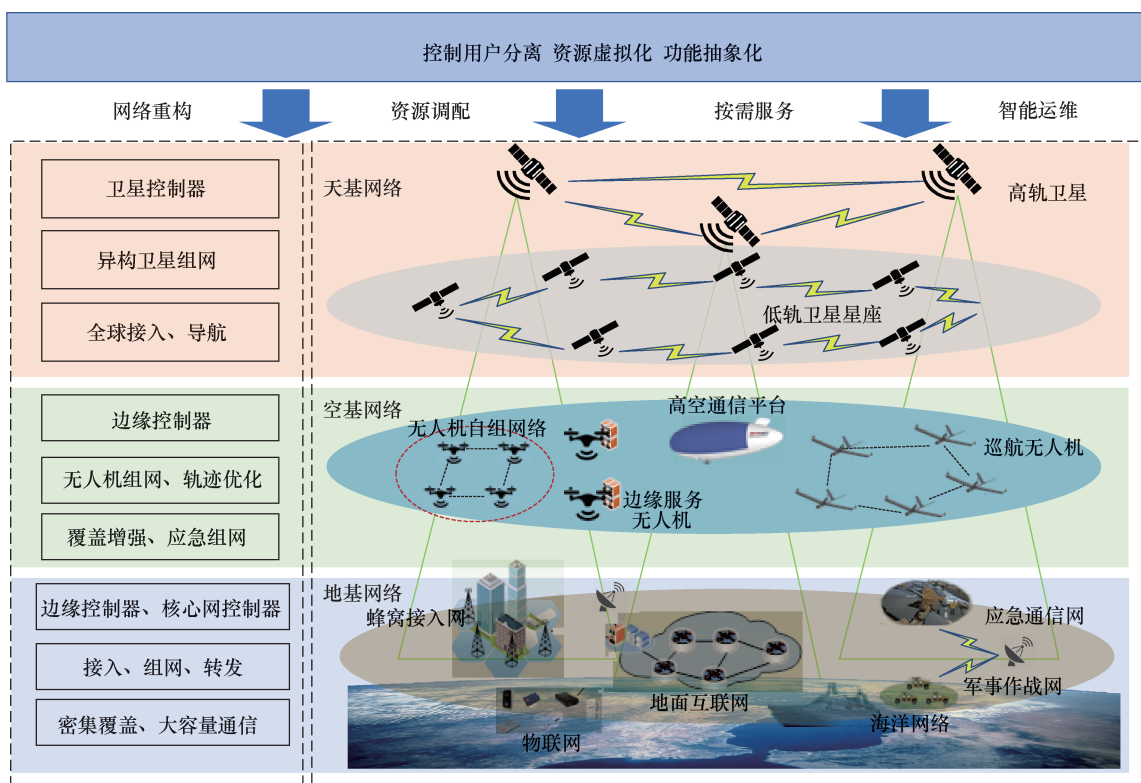 控制用户分离 资源虚拟化 功能抽象化
网络重构
资源调配
按需服务
智能运维
卫星控制器
异构卫星组网
全球接入、导航
天基网络
高轨卫星
低轨卫星星座
边缘控制器
无人机组网、轨迹优化
覆盖增强、应急组网
空基网络
无人机自组网络
高空通信平台
巡航无人机
边缘服务
无人机
边缘控制器、核心网控制器
接入、组网、转发
密集覆盖、大容量通信
地基网络
蜂窝接入网
应急通信网
军事作战网
地面互联网
海洋网络
物联网